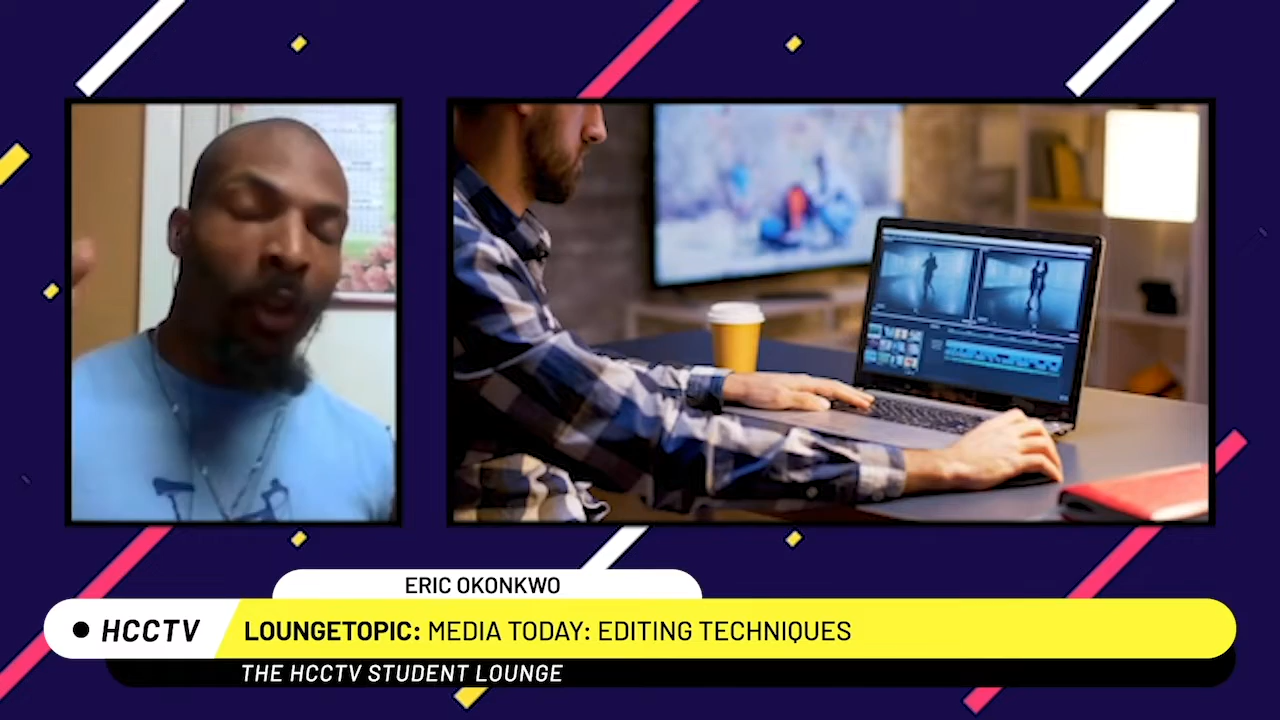 ERIC OKONKWO
HCCTV
LOUNGETOPIC: MEDIA TODAY: EDITING TECHNIQUES
THE HCCTV STUDENT LOUNGE